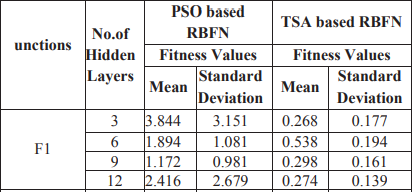 unctions No.of Hidden Layers PSO based RBFN TSA based RBFN
Fitness Values Fitness Values
Mean Standard Deviation Mean Standard Deviation
F1
3 3.844 3.151 0.268 0.177
6 1.894 1.081 0.538 0.194
9 1.172 0.981 0.298 0.161
12 2.416 2.679 0.274 0.139